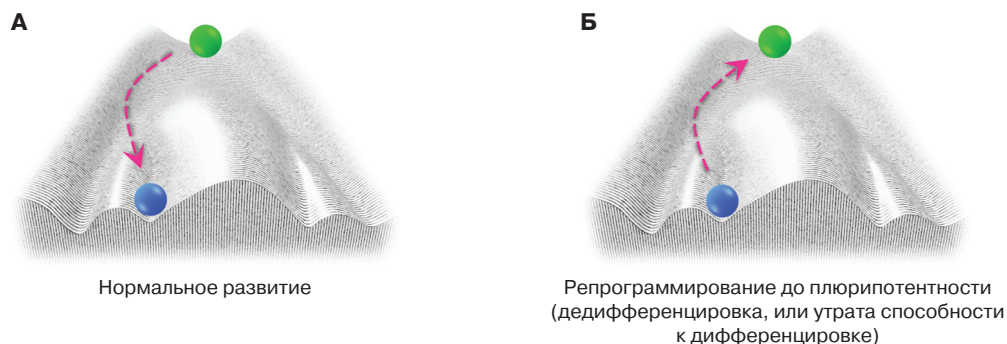 А
Б
Нормальное развитие
Репрограммирование до плюрипотентности
(дедифференцировка, или утрата способности
к дифференцировке)